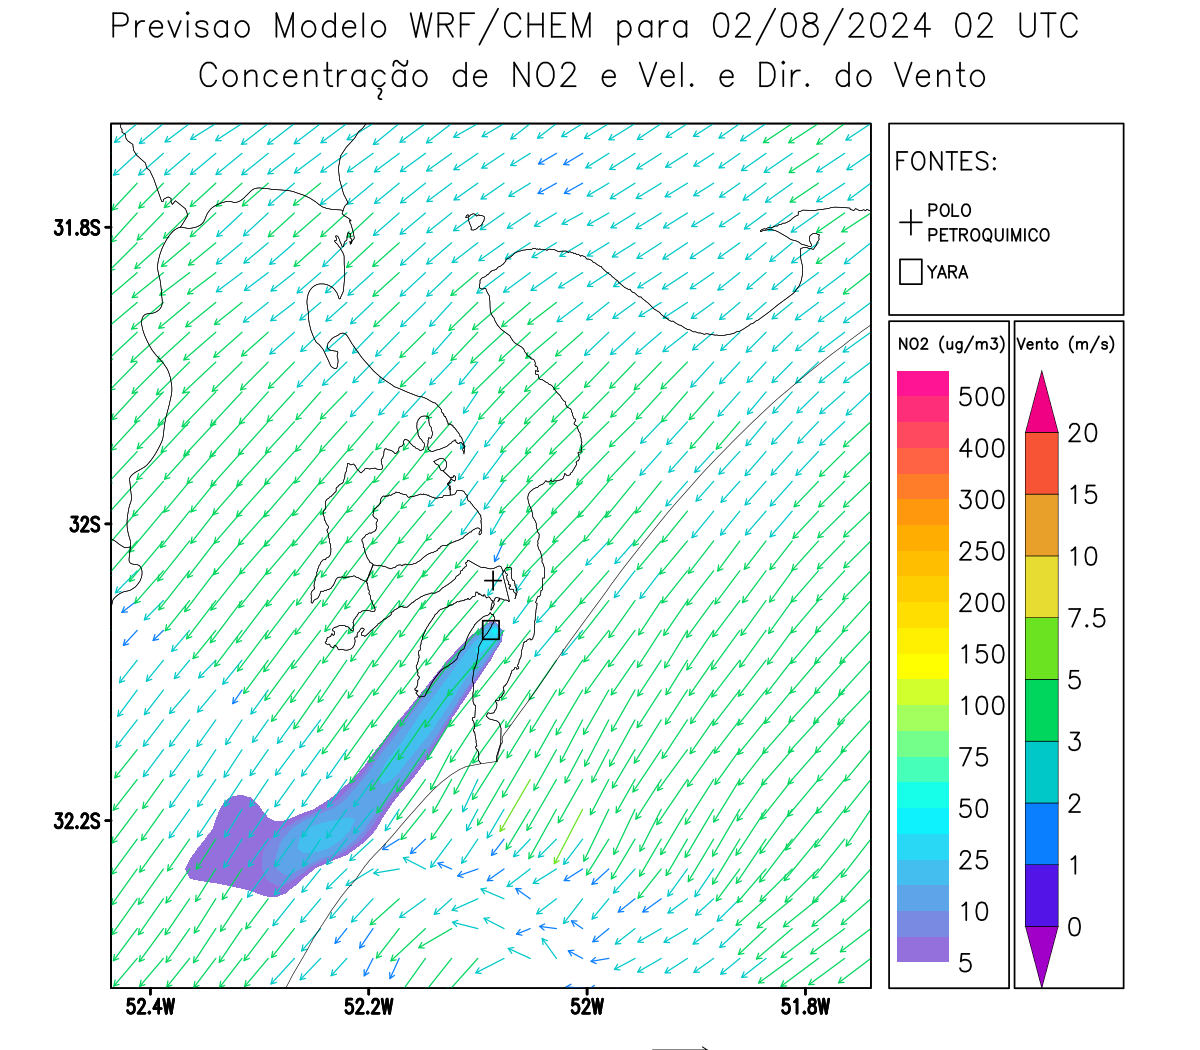 Previsao Modelo WRF/CHEM para 02/08/2024 02 UTC
Concentração de NO2 e Vel. e Dir. do Vento
FONTES:
POLO
PETROQUIMICO
YARA
31.8S
32S
32.2S
52.4W
52.2W
52W
51.8W
NO2 (ug/m3)
500
400
300
250
200
150
100
75
50
25
10
5
Vento (m/s)
20
15
10
7.5
5
3
2
1
0